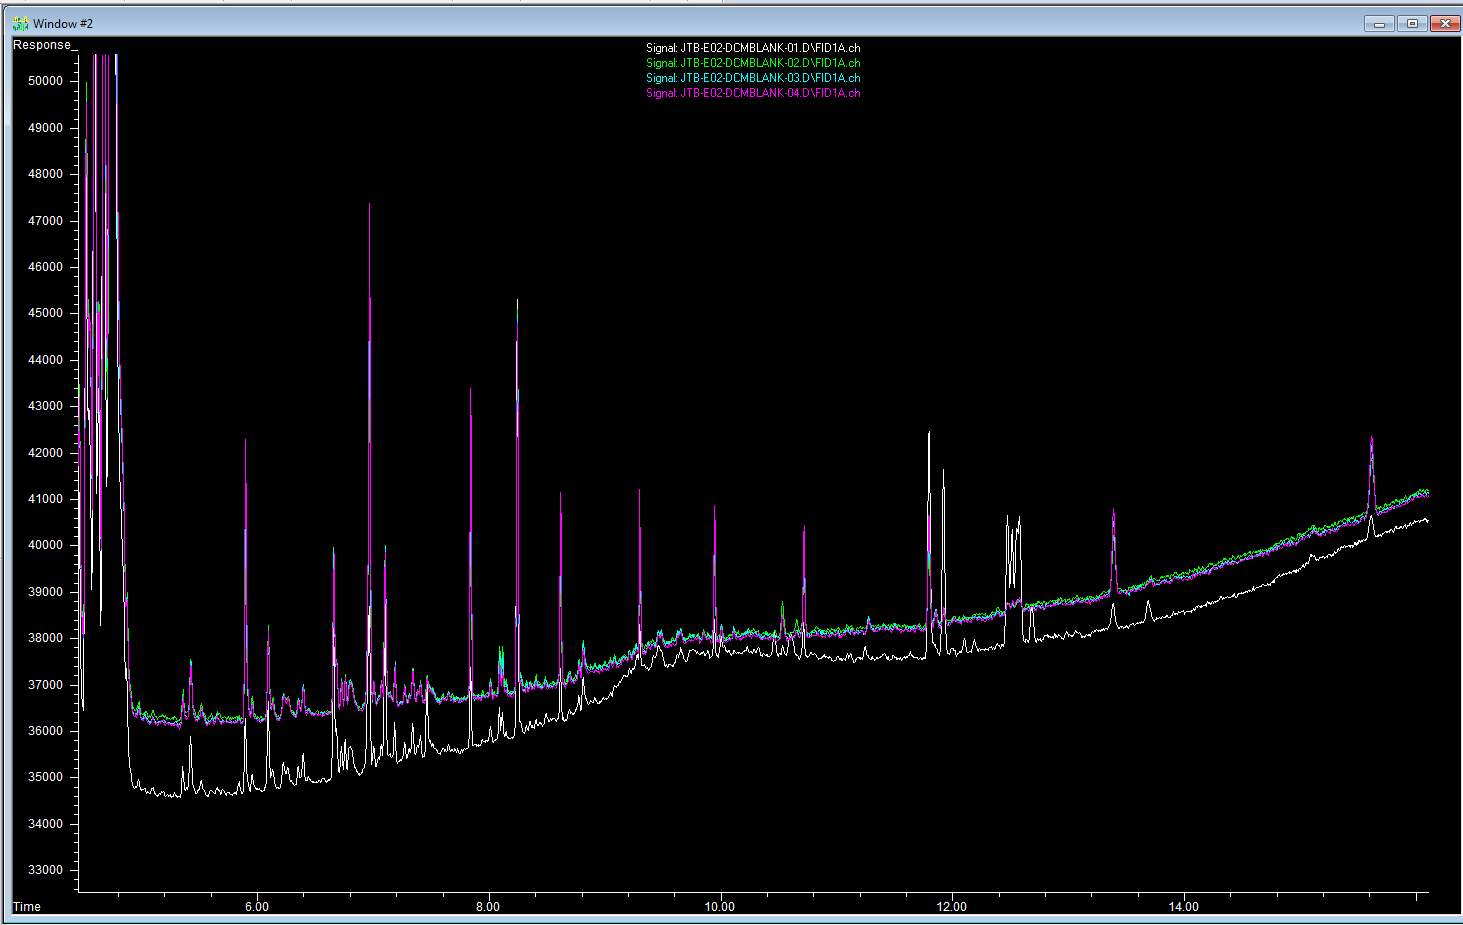 Window #2
Response_
Signal: JTB-E02-DCMBLANK-01.D\FID1A.ch
Signal: JTB-E02-DCMBLANK-02.D\FID1A.ch
Signal: JTB-E02-DCMBLANK-03.D\FID1A.ch
Signal: JTB-E02-DCMBLANK-04.D\FID1A.ch
50000
49000
48000
47000
46000
45000
44000
43000
42000
41000
40000
39000
38000
37000
36000
35000
34000
33000
Time 6.00 8.00 10.00 12.00 14.00